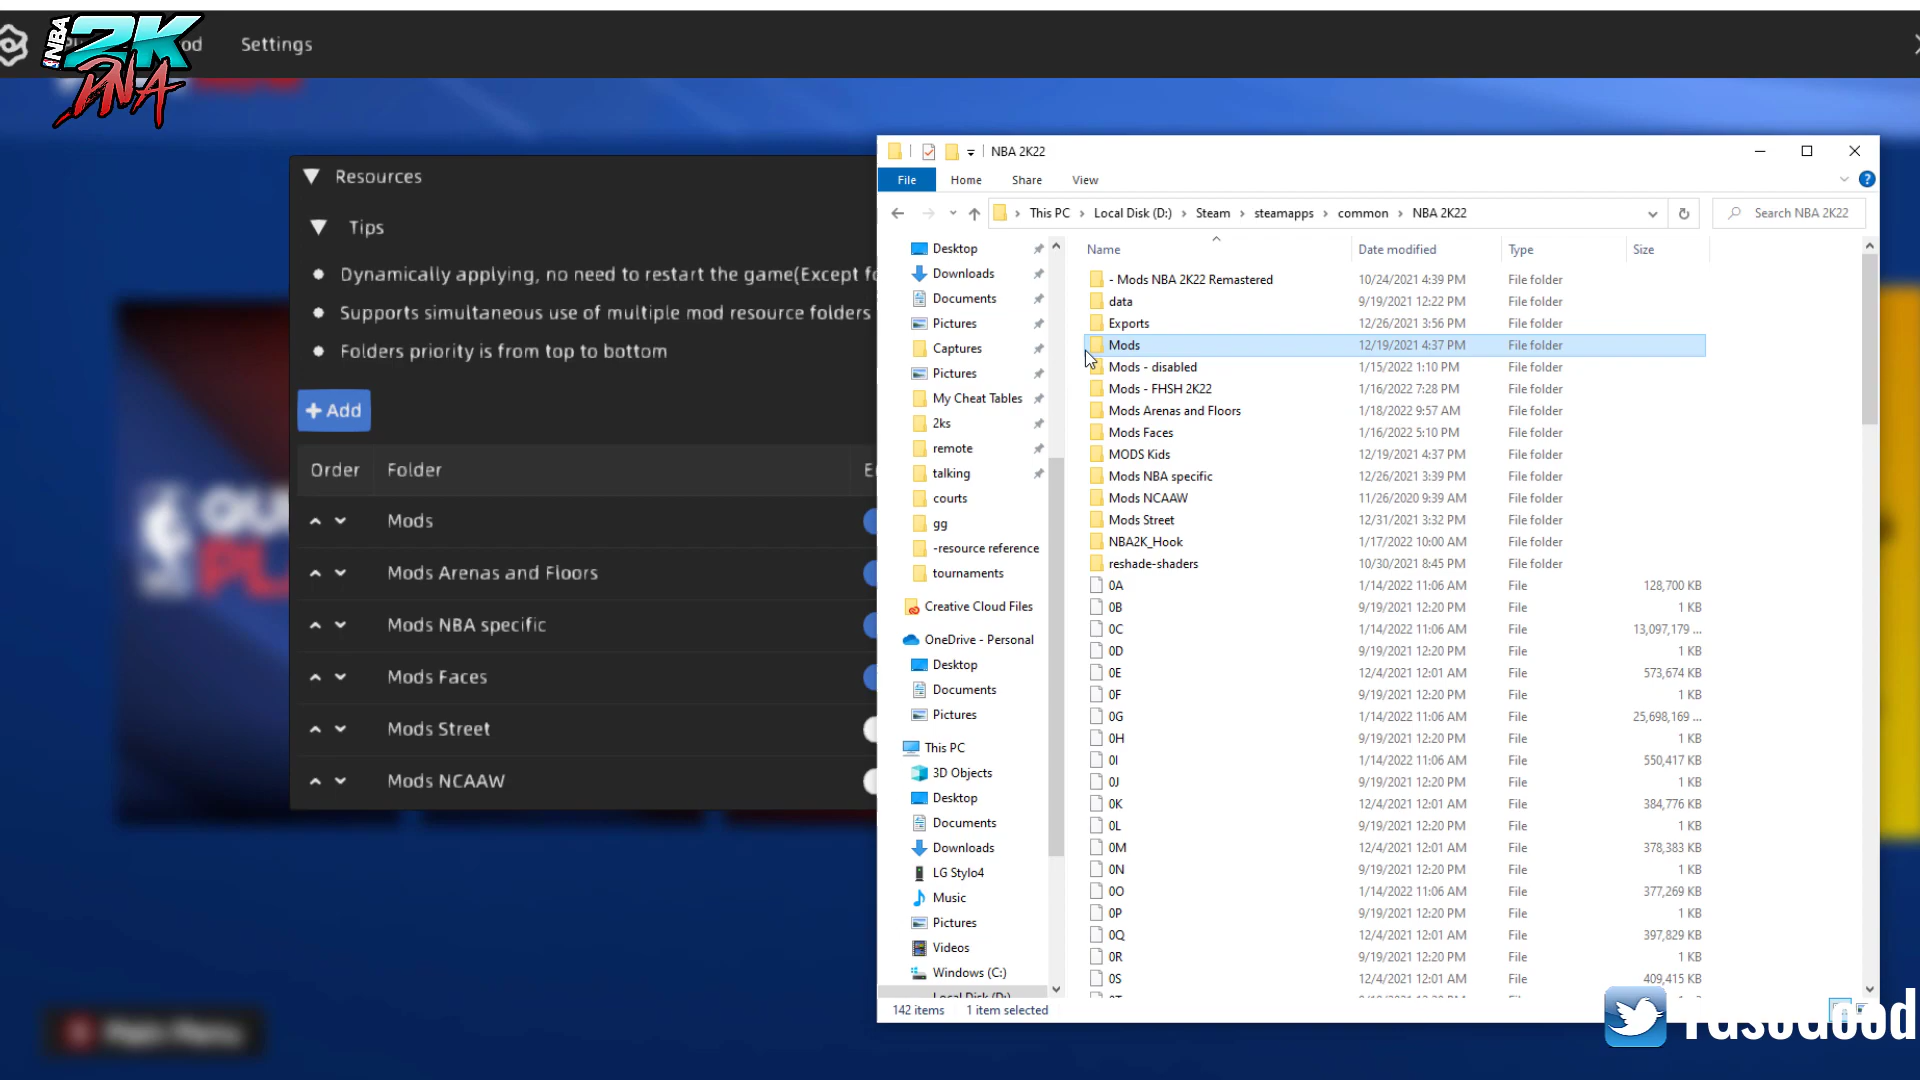 NBA 2K DNA
Settings
Resources
Tips
Dynamically applying, no need to restart the game(Except fo
Supports simultaneous use of multiple mod resource folders
Folders priority is from top to bottom
+ Add
Order Folder
Mods
Mods Arenas and Floors
Mods NBA specific
Mods Faces
Mods Street
Mods NCAAW
Main Menu
NBA 2K22
File Home Share View
This PC > Local Disk (D:) > Steam > steamapps > common > NBA 2K22
Search NBA 2K22
Desktop
Downloads
Documents
Pictures
Captures
Pictures
My Cheat Tables
2ks
remote
talking
courts
gg
-resource reference
tournaments
Creative Cloud Files
OneDrive - Personal
Desktop
Documents
Pictures
This PC
3D Objects
Desktop
Documents
Downloads
LG Stylo4
Music
Pictures
Videos
Windows (C:)
Local Disk (D:)
Name Date modified Type Size
- Mods NBA 2K22 Remastered 10/24/2021 4:39 PM File folder
data 9/19/2021 12:22 PM File folder
Exports 12/26/2021 3:56 PM File folder
Mods 12/19/2021 4:37 PM File folder
Mods - disabled 1/15/2022 1:10 PM File folder
Mods - FHSH 2K22 1/16/2022 7:28 PM File folder
Mods Arenas and Floors 1/18/2022 9:57 AM File folder
Mods Faces 1/16/2022 5:10 PM File folder
MODS Kids 12/19/2021 4:37 PM File folder
Mods NBA specific 12/26/2021 3:39 PM File folder
Mods NCAAW 11/26/2020 9:39 AM File folder
Mods Street 12/31/2021 3:32 PM File folder
NBA2K_Hook 1/17/2022 10:00 AM File folder
reshade-shaders 10/30/2021 8:45 PM File folder
0A 1/14/2022 11:06 AM File 128,700 KB
0B 9/19/2021 12:20 PM File 1 KB
0C 1/14/2022 11:06 AM File 13,097,179 ...
0D 9/19/2021 12:20 PM File 1 KB
0E 12/4/2021 12:01 AM File 573,674 KB
0F 9/19/2021 12:20 PM File 1 KB
0G 1/14/2022 11:06 AM File 25,698,169 ...
0H 9/19/2021 12:20 PM File 1 KB
0I 1/14/2022 11:06 AM File 550,417 KB
0J 9/19/2021 12:20 PM File 1 KB
0K 12/4/2021 12:01 AM File 384,776 KB
0L 9/19/2021 12:20 PM File 1 KB
0M 12/4/2021 12:01 AM File 378,383 KB
0N 9/19/2021 12:20 PM File 1 KB
0O 1/14/2022 11:06 AM File 377,269 KB
0P 9/19/2021 12:20 PM File 1 KB
0Q 12/4/2021 12:01 AM File 397,829 KB
0R 9/19/2021 12:20 PM File 1 KB
0S 12/4/2021 12:01 AM File 409,415 KB
142 items 1 item selected